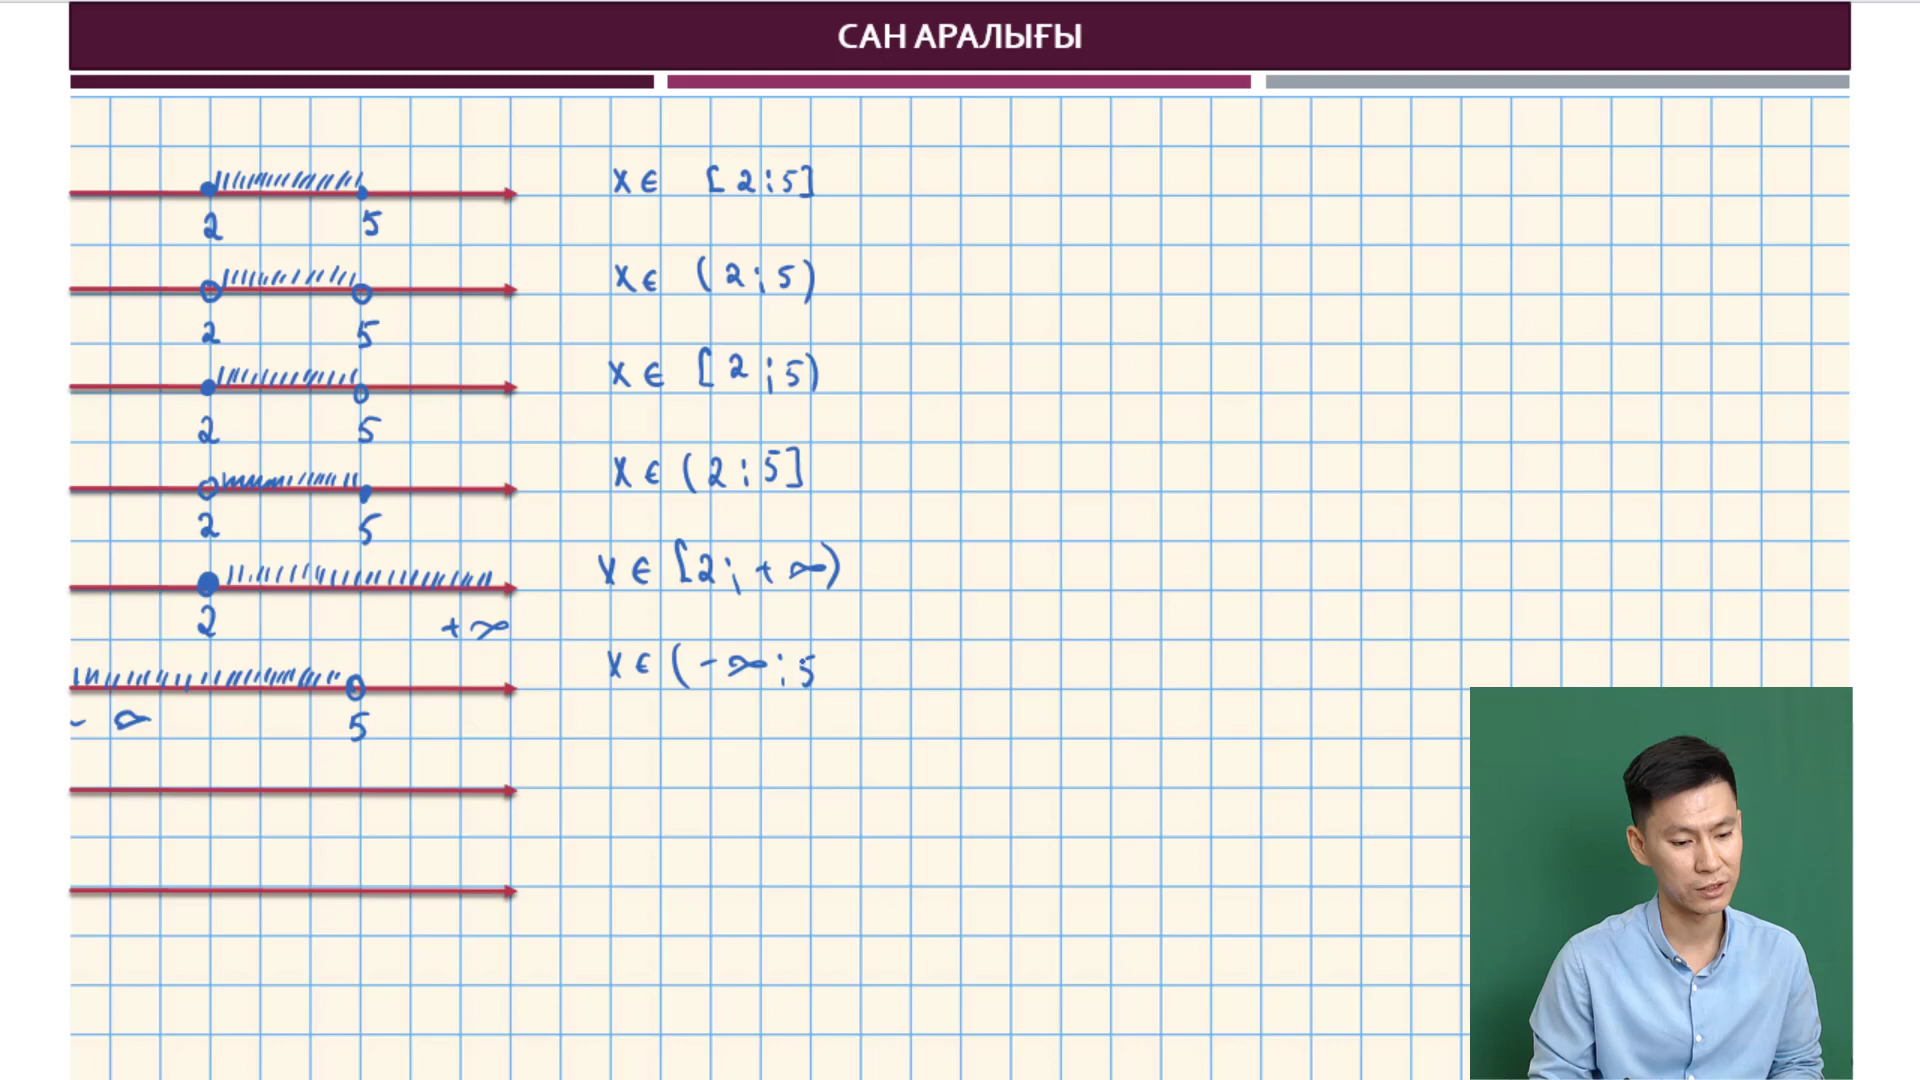 САН АРАЛЫҒЫ
x ∈ [2;5]
2 5
x ∈ (2;5)
2 5
x ∈ [2;5)
2 5
x ∈ (2;5]
2 5
x ∈ [2;+∞)
2 +∞
x ∈ (-∞;5
-∞ 5